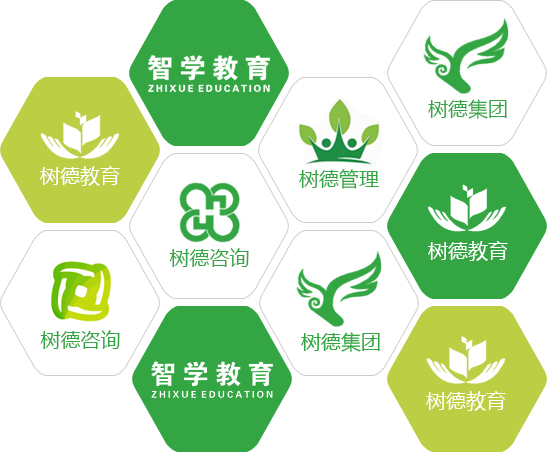 智学教育
ZHIXUE EDUCATION
树德集团
树德教育
树德管理
树德咨询
树德教育
树德咨询
树德集团
智学教育
ZHIXUE EDUCATION
树德教育